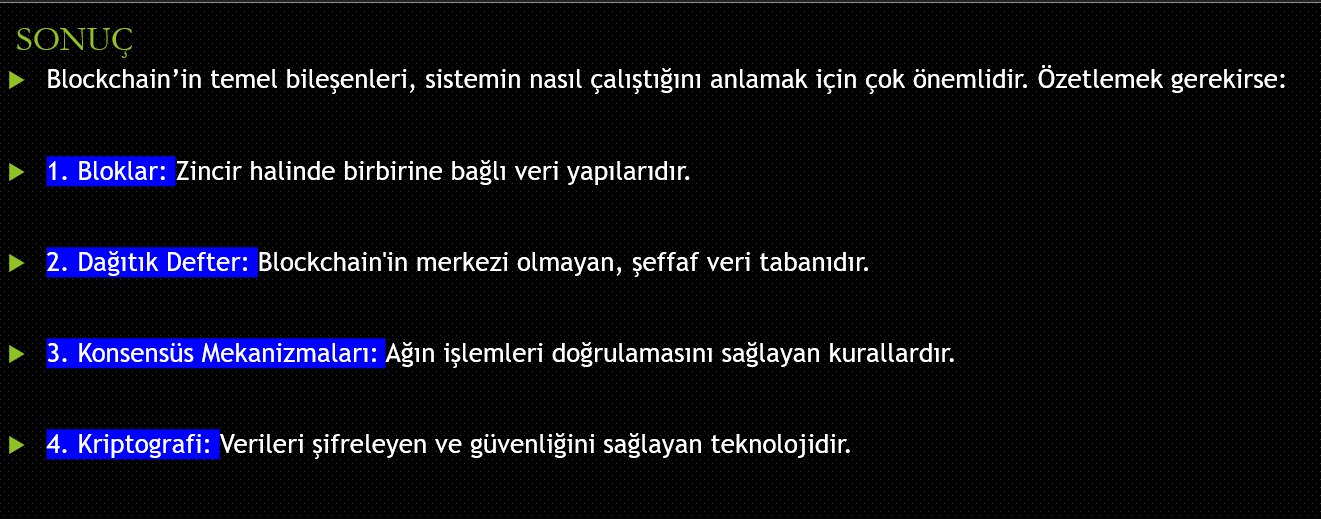 SONUÇ
Blockchain’in temel bileşenleri, sistemin nasıl çalıştığını anlamak için çok önemlidir. Özetlemek gerekirse:
1. Bloklar: Zincir halinde birbirine bağlı veri yapılarıdır.
2. Dağıtık Defter: Blockchain'in merkezi olmayan, şeffaf veri tabanıdır.
3. Konsensüs Mekanizmaları: Ağın işlemleri doğrulamasını sağlayan kurallardır.
4. Kriptografi: Verileri şifreleyen ve güvenliğini sağlayan teknolojidir.